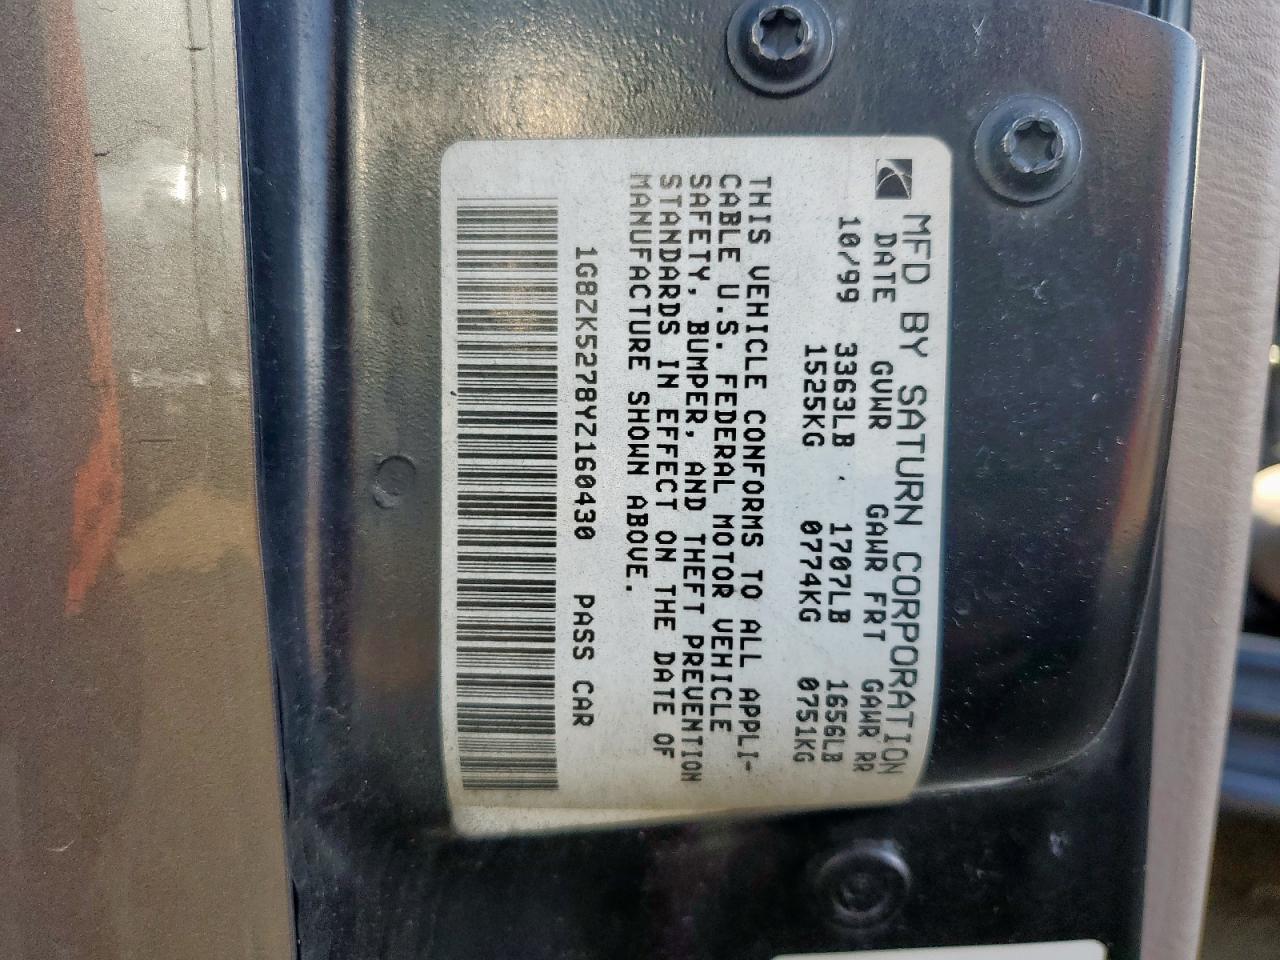 MFD BY SATURN CORPORATION
DATE GVWR GAWR FRT GAWR RR
10/99 3363LB 1707LB 1656LB
1525KG 0774KG 0751KG
THIS VEHICLE CONFORMS TO ALL APPLI-
CABLE U.S. FEDERAL MOTOR VEHICLE
SAFETY, BUMPER, AND THEFT PREVENTION
STANDARDS IN EFFECT ON THE DATE OF
MANUFACTURE SHOWN ABOVE.
1G8ZK5278YZ160430 PASS CAR